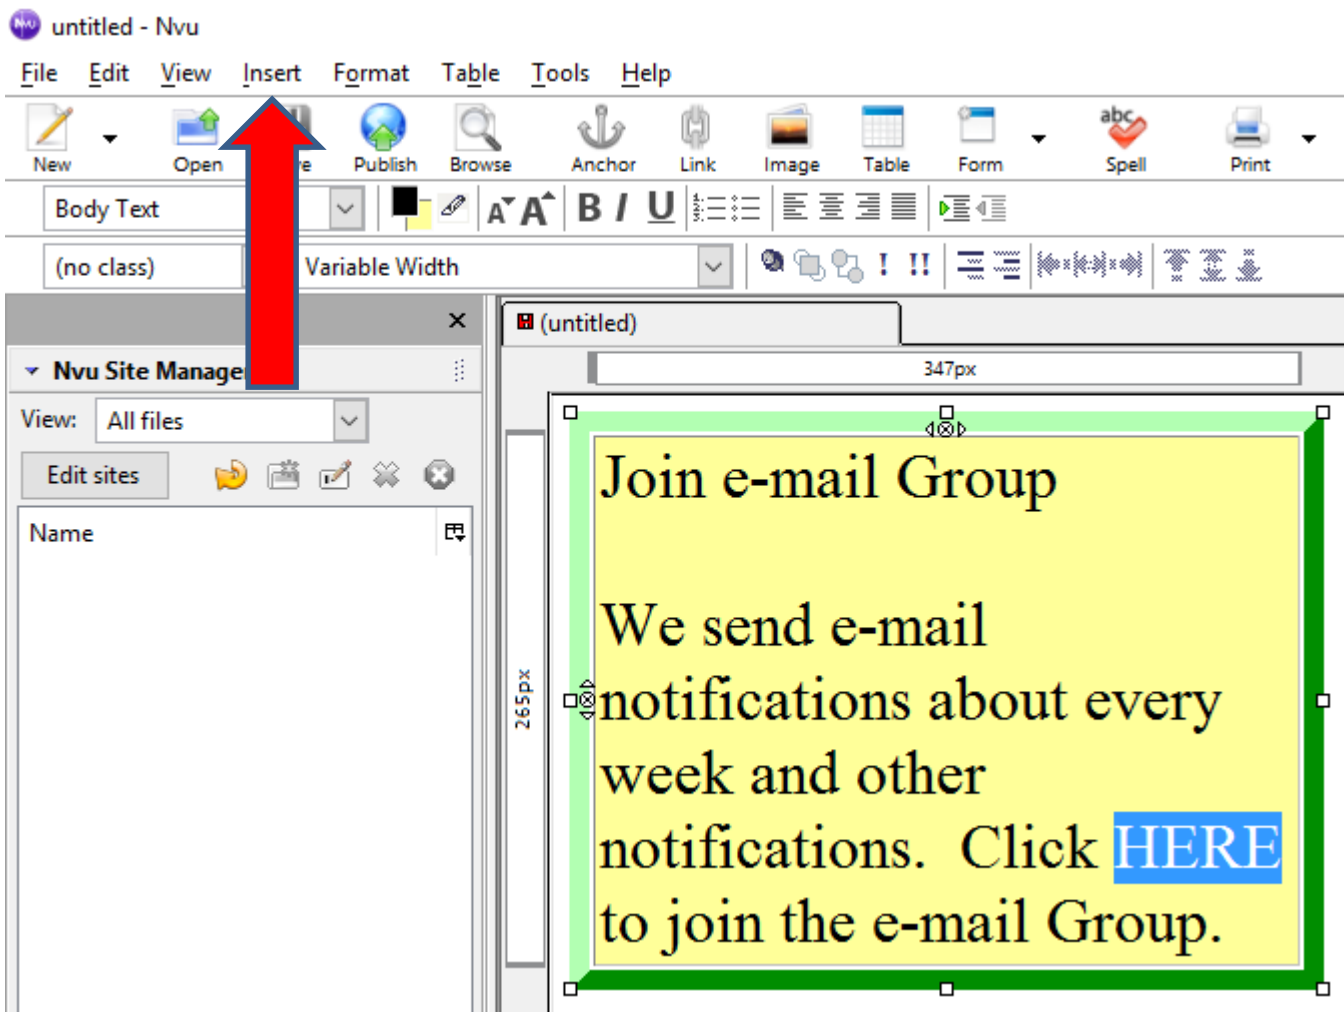 untitled - Nvu
File Edit View Insert Format Table Tools Help
New Open Publish Browse Anchor Link Image Table Form Spell Print
Body Text
(no class) Variable Width
(untitled)
347px
Nvu Site Manage
View: All files
Edit sites
Name
265px
Join e-mail Group
We send e-mail
notifications about every
week and other
notifications. Click HERE
to join the e-mail Group.